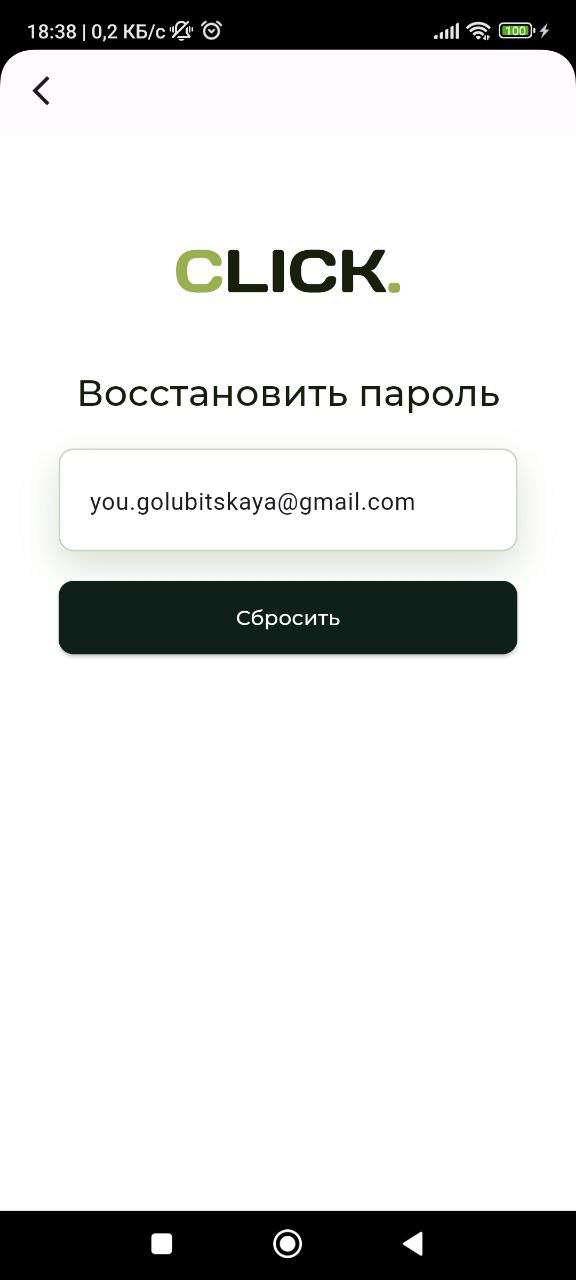 18:38 | 0,2 КБ/с
100
CLICK.
Восстановить пароль
you.golubitskaya@gmail.com
Сбросить